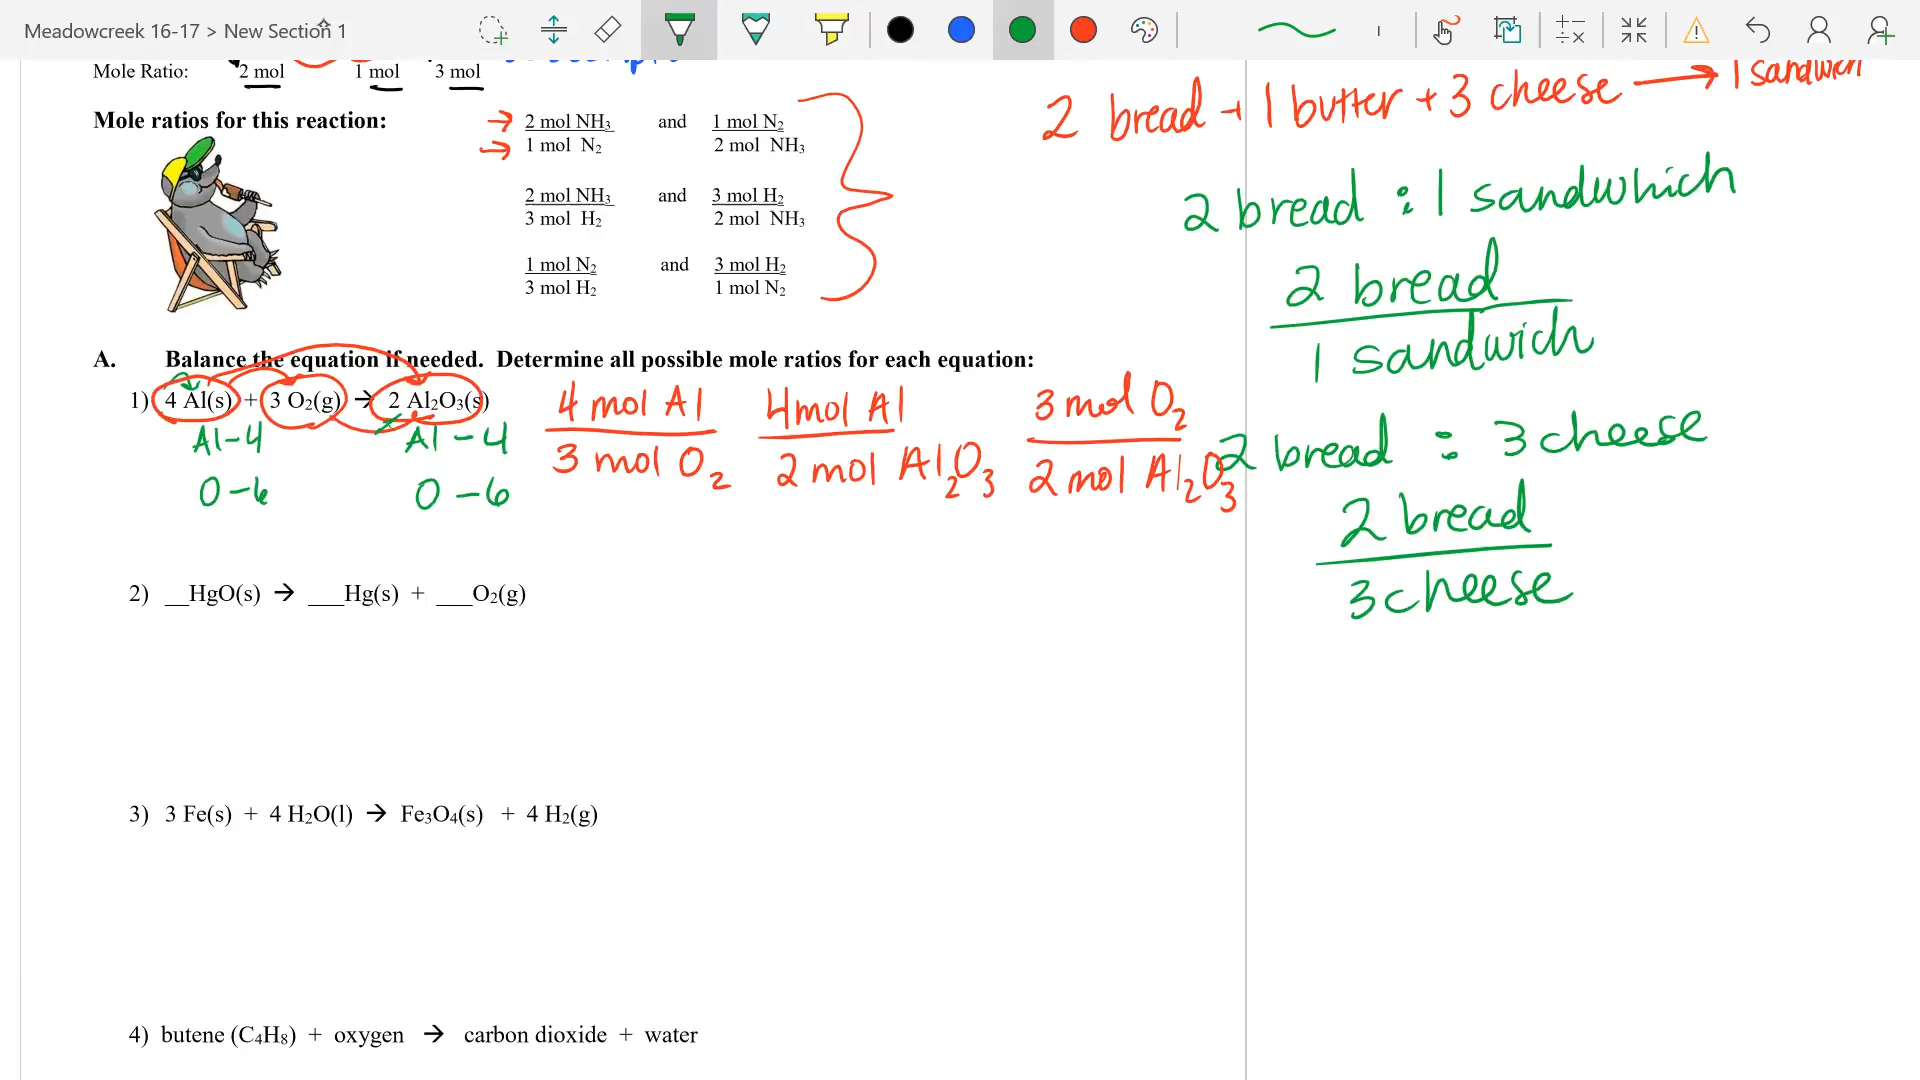 Meadowcreek 16-17 > New Section 1
Mole Ratio: 2 mol 1 mol 3 mol
Mole ratios for this reaction:
→ 2 mol NH₃ and 1 mol N₂
→ 1 mol N₂ 2 mol NH₃
2 mol NH₃ and 3 mol H₂
3 mol H₂ 2 mol NH₃
1 mol N₂ and 3 mol H₂
3 mol H₂ 1 mol N₂
A. Balance the equation if needed. Determine all possible mole ratios for each equation:
1) 4 Al(s) + 3 O₂(g) → 2 Al₂O₃(s)
Al-4 Al-4
O-6 O-6
4 mol Al 4 mol Al 3 mol O₂
3 mol O₂ 2 mol Al₂O₃ 2 mol Al₂O₃
2) __HgO(s) → ___Hg(s) + ___O₂(g)
3) 3 Fe(s) + 4 H₂O(l) → Fe₃O₄(s) + 4 H₂(g)
4) butene (C₄H₈) + oxygen → carbon dioxide + water
2 bread + 1 butter + 3 cheese → 1 sandwich
2 bread : 1 sandwhich
2 bread
1 sandwich
2 bread : 3 cheese
2 bread
3 cheese